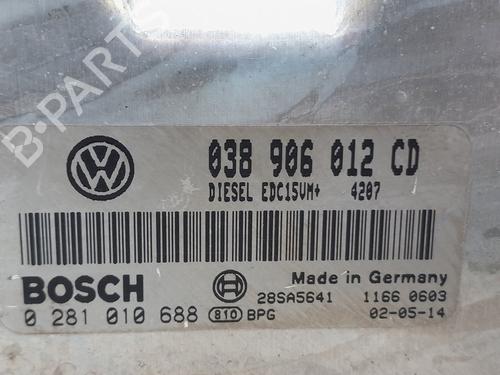 B-PARTS
VW
038 906 012 CD
DIESEL EDC15VM+ 4207
BOSCH
Made in Germany
28SA5641 1166 0603
0 281 010 688 810 BPG 02-05-14